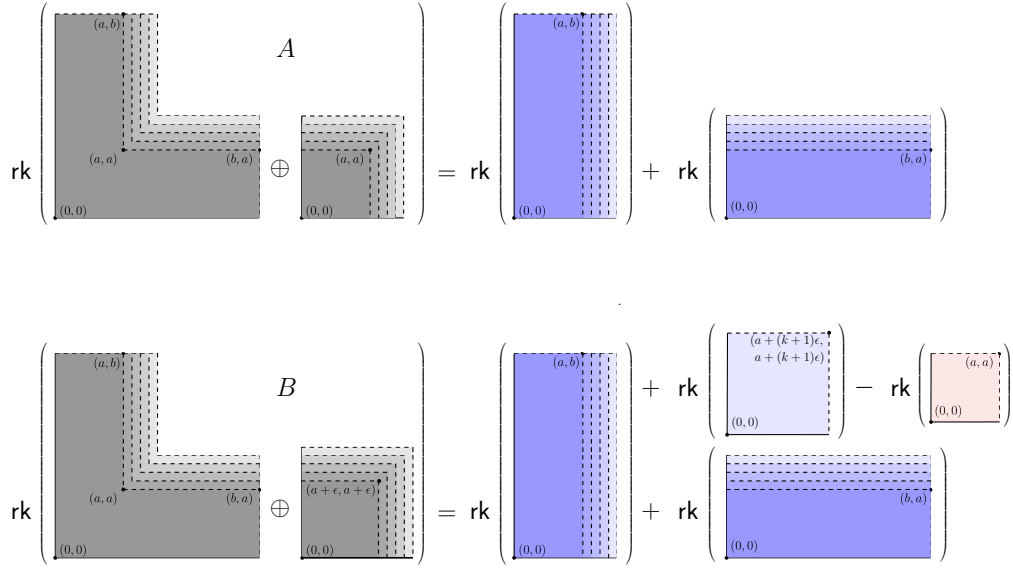 rk ( (a, b) (a, a) (b, a) (0, 0) A ⊕ (a, a) (0, 0) ) = rk ( (a, b) (0, 0) ) + rk ( (b, a) (0, 0) )
rk ( (a, b) (a, a) (b, a) (0, 0) B ⊕ (a + ϵ, a + ϵ) (0, 0) ) = rk ( (a, b) (0, 0) ) + rk ( (a + (k + 1)ϵ, a + (k + 1)ϵ) (0, 0) ) − rk ( (a, a) (0, 0) )
+ rk ( (b, a) (0, 0) )